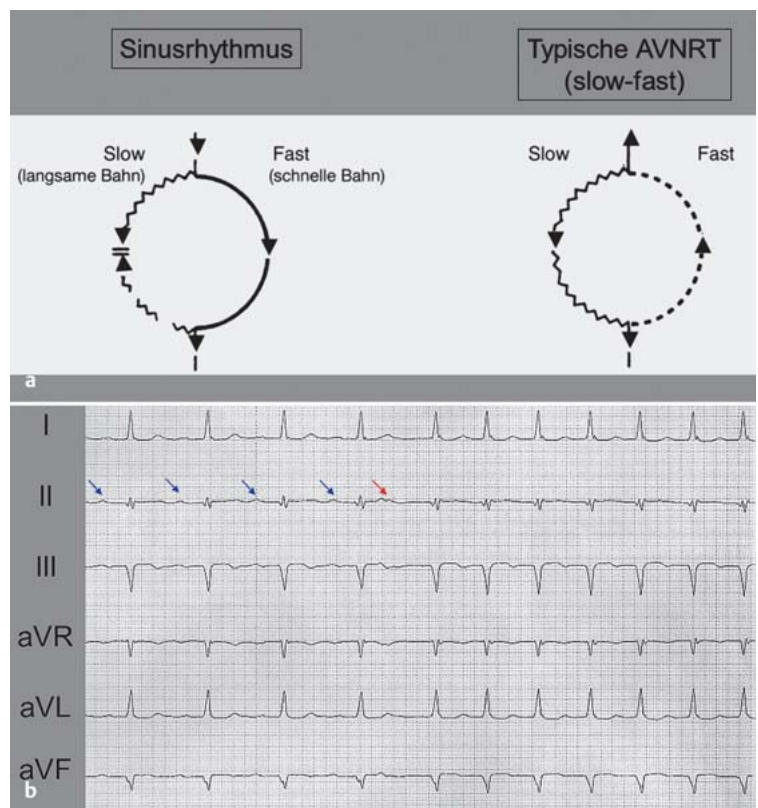 Sinusrhythmus
Typische AVNRT
(slow-fast)
Slow
(langsame Bahn)
Fast
(schnelle Bahn)
Slow
Fast
a
I
II
III
aVR
aVL
aVF
b